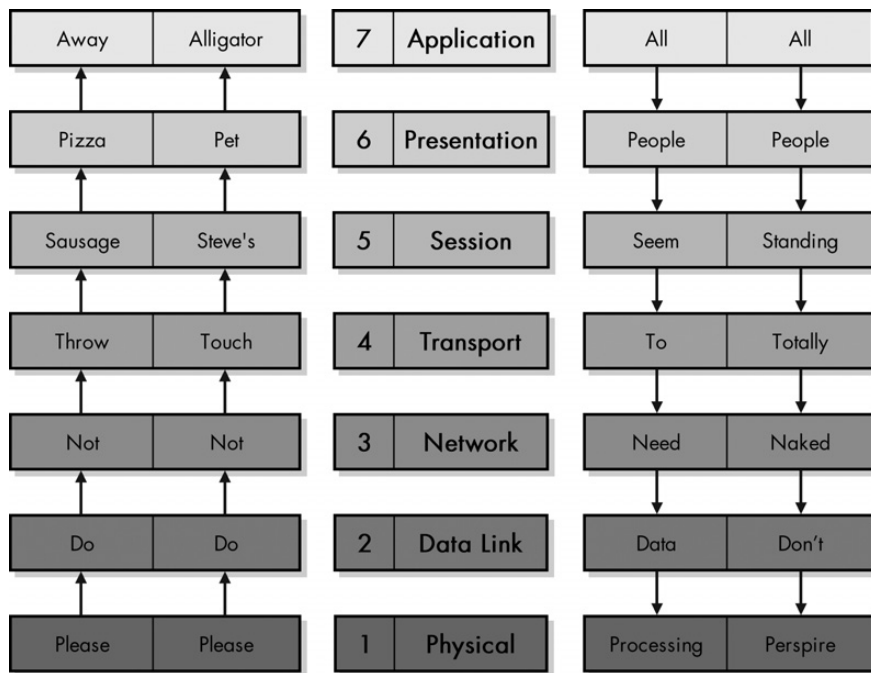 Away Alligator 7 Application All All
Pizza Pet 6 Presentation People People
Sausage Steve's 5 Session Seem Standing
Throw Touch 4 Transport To Totally
Not Not 3 Network Need Naked
Do Do 2 Data Link Data Don't
Please Please 1 Physical Processing Perspire